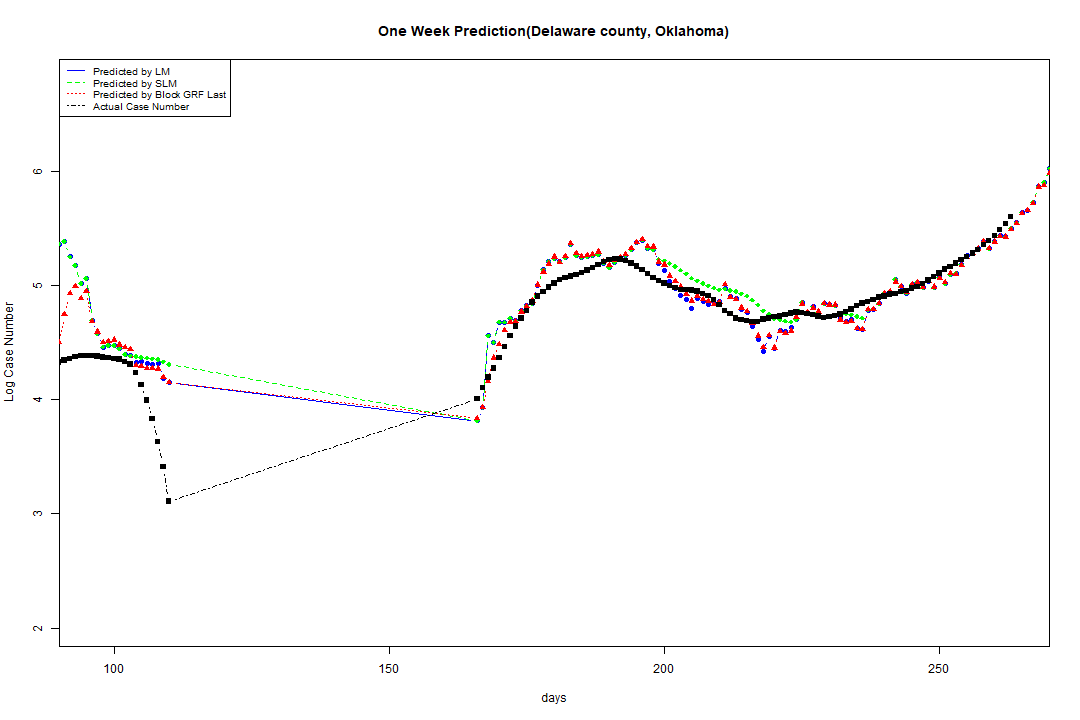 One Week Prediction(Delaware county, Oklahoma)
Predicted by LM
Predicted by SLM
Predicted by Block GRF Last
Actual Case Number
6
5
4
3
2
Log Case Number
100 150 200 250
days